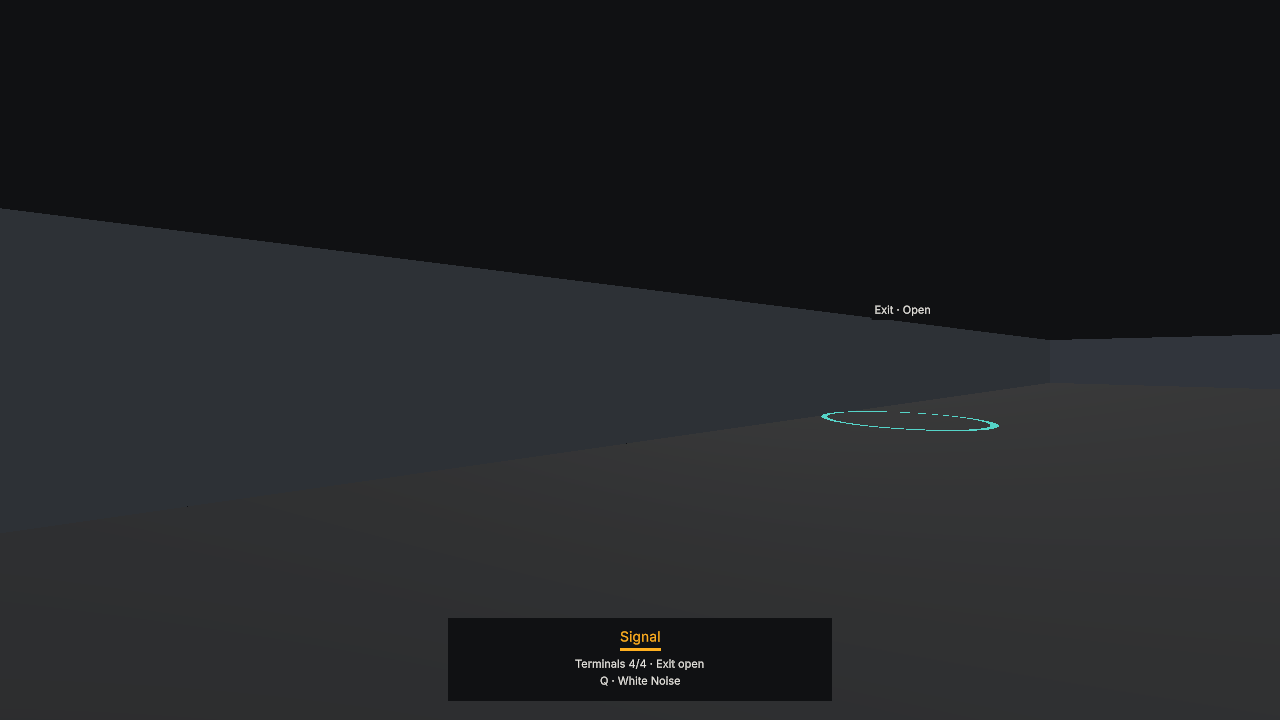 Exit · Open
Signal
Terminals 4/4 · Exit open
Q · White Noise